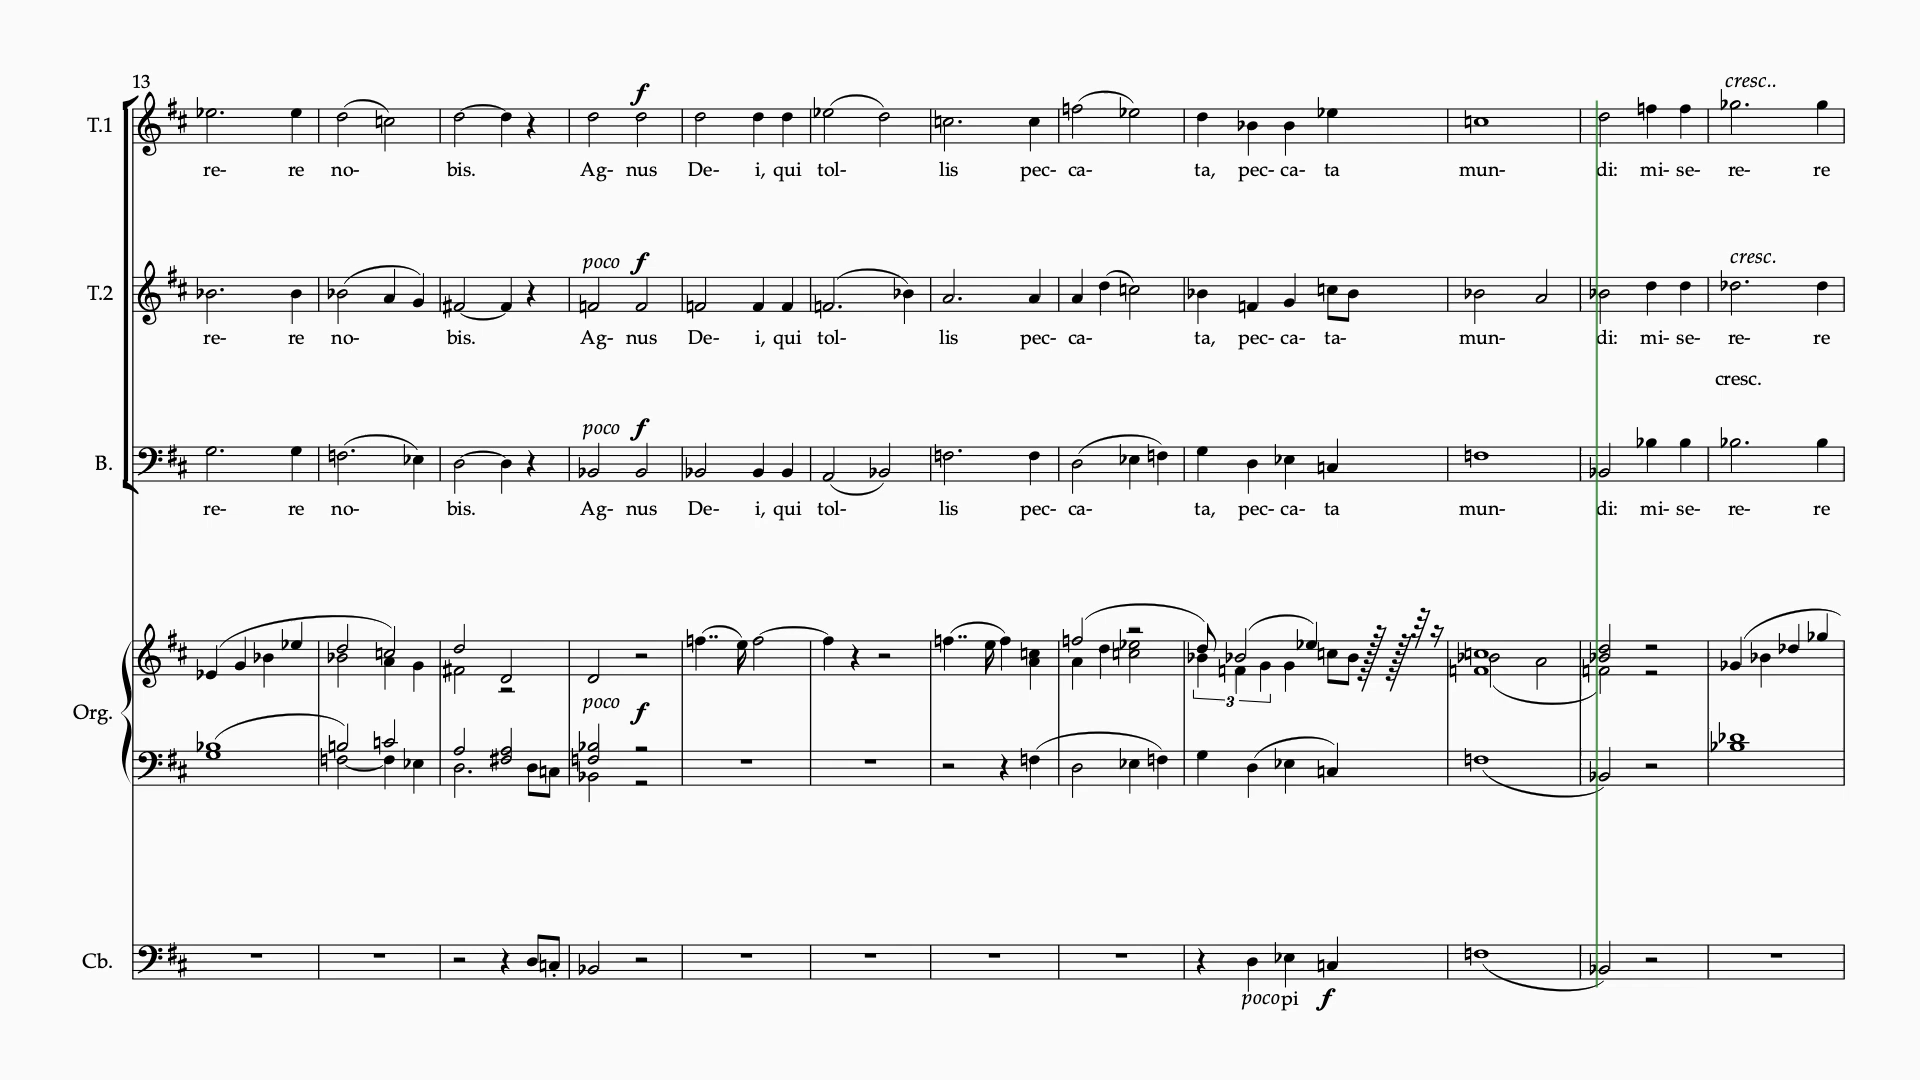 13
cresc..
f
T.1
re- re no- bis. Ag- nus De- i, qui tol- lis pec- ca- ta, pec- ca- ta mun- di: mi- se- re- re
poco f
cresc.
T.2
re- re no- bis. Ag- nus De- i, qui tol- lis pec- ca- ta, pec- ca- ta- mun- di: mi- se- re- re
cresc.
poco f
B.
re- re no- bis. Ag- nus De- i, qui tol- lis pec- ca- ta, pec- ca- ta mun- di: mi- se- re- re
3
poco f
Org.
Cb.
pocopi f